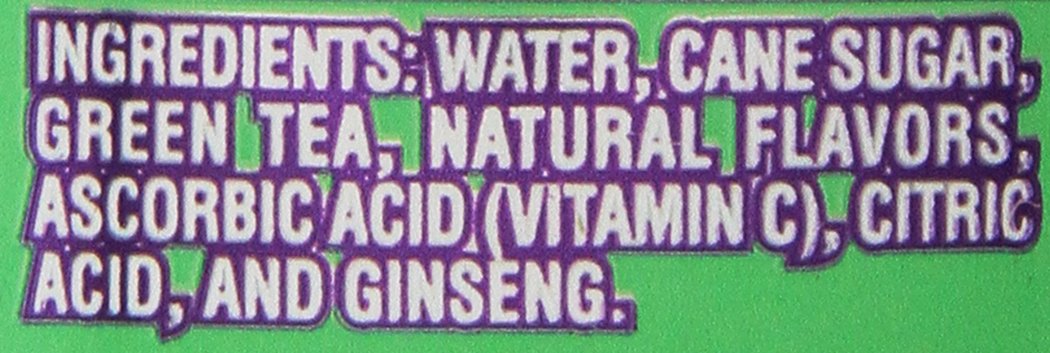 INGREDIENTS: WATER, CANE SUGAR,
GREEN TEA, NATURAL FLAVORS,
ASCORBIC ACID (VITAMIN C), CITRIC
ACID, AND GINSENG.